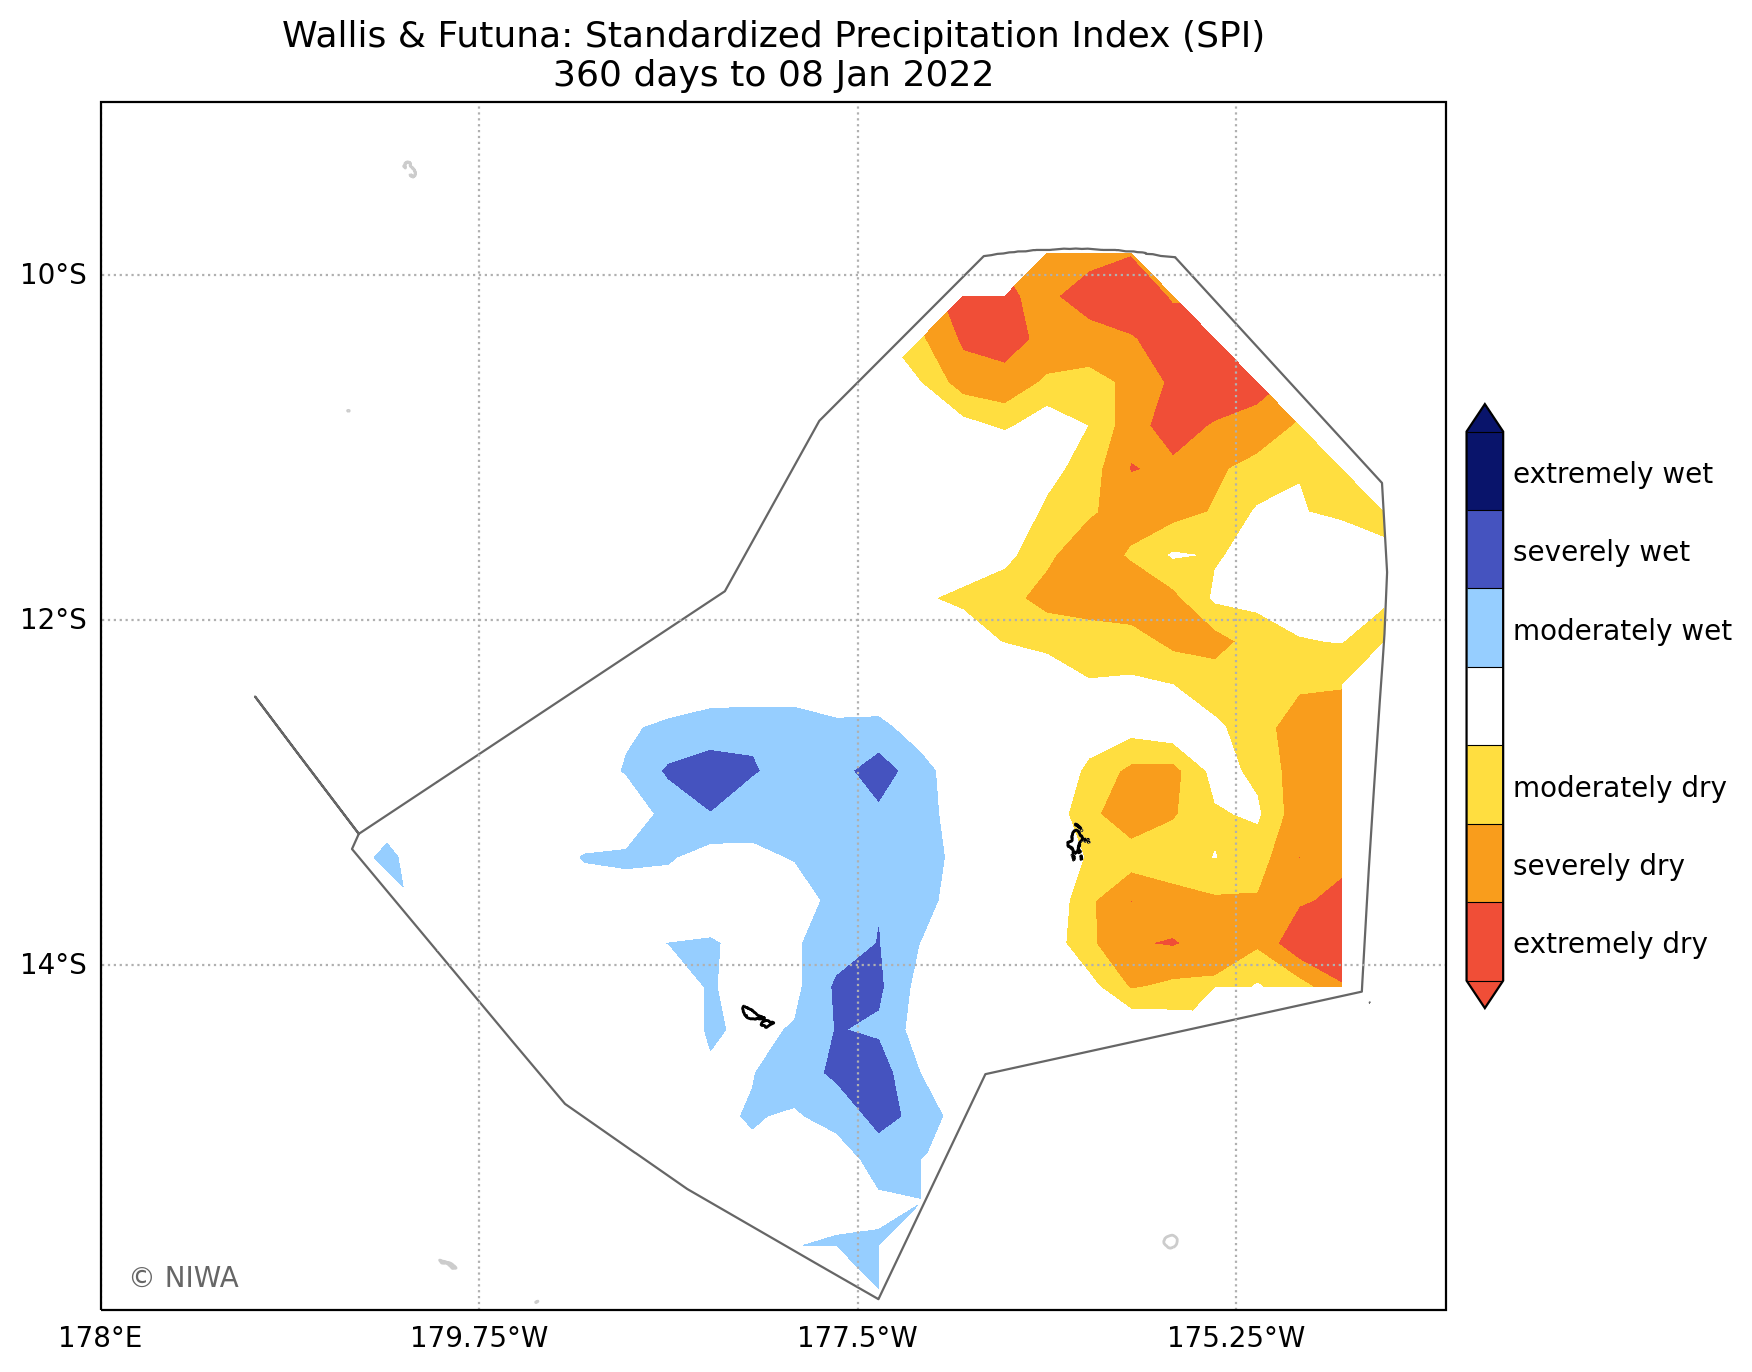 Wallis & Futuna: Standardized Precipitation Index (SPI)
360 days to 08 Jan 2022
10°S
12°S
14°S
178°E
179.75°W
177.5°W
175.25°W
© NIWA
extremely wet
severely wet
moderately wet
moderately dry
severely dry
extremely dry